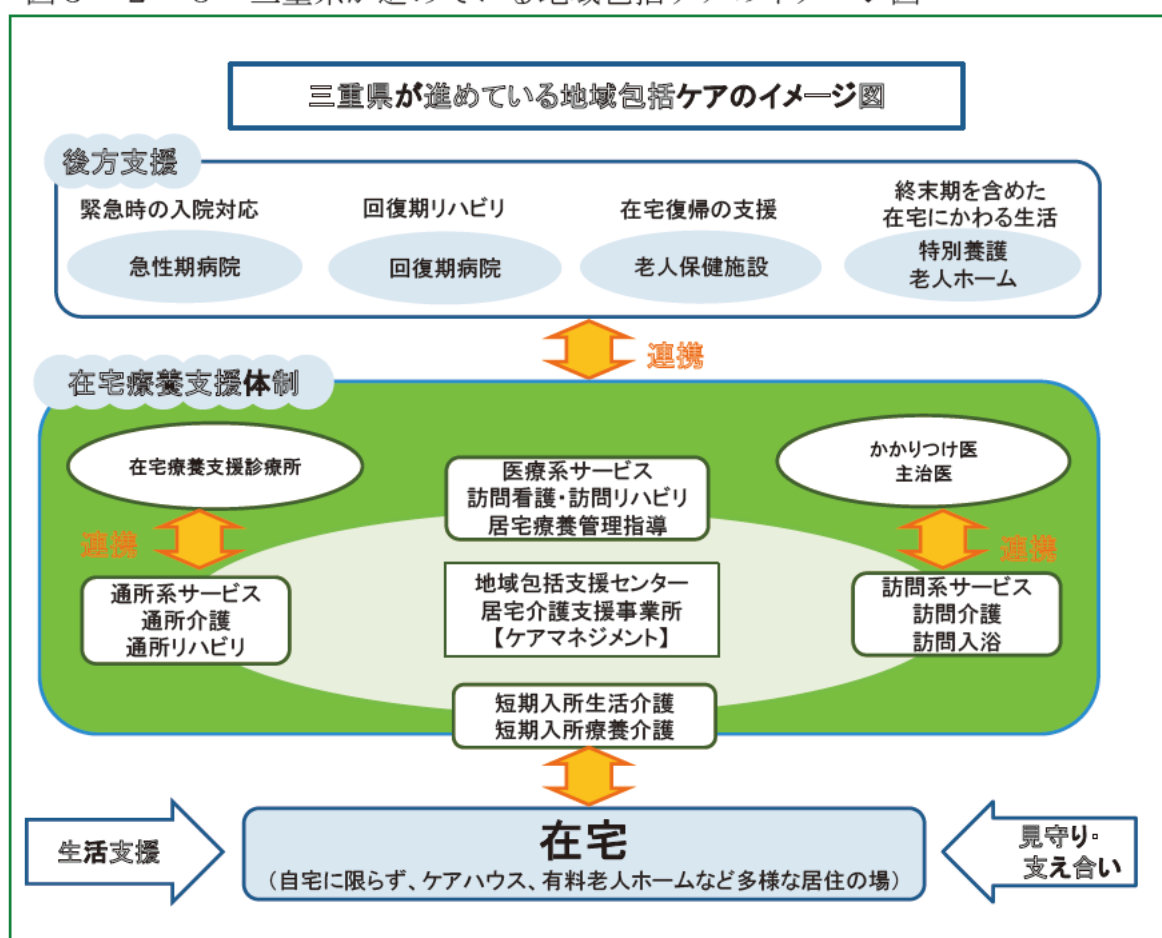 三重県が進めている地域包括ケアのイメージ図
後方支援
緊急時の入院対応
急性期病院
回復期リハビリ
回復期病院
在宅復帰の支援
老人保健施設
終末期を含めた
在宅にかわる生活
特別養護
老人ホーム
連携
在宅療養支援体制
在宅療養支援診療所
かかりつけ医
主治医
医療系サービス
訪問看護・訪問リハビリ
居宅療養管理指導
連携
連携
通所系サービス
通所介護
通所リハビリ
地域包括支援センター
居宅介護支援事業所
【ケアマネジメント】
訪問系サービス
訪問介護
訪問入浴
短期入所生活介護
短期入所療養介護
生活支援
在宅
（自宅に限らず、ケアハウス、有料老人ホームなど多様な居住の場）
見守り・
支え合い